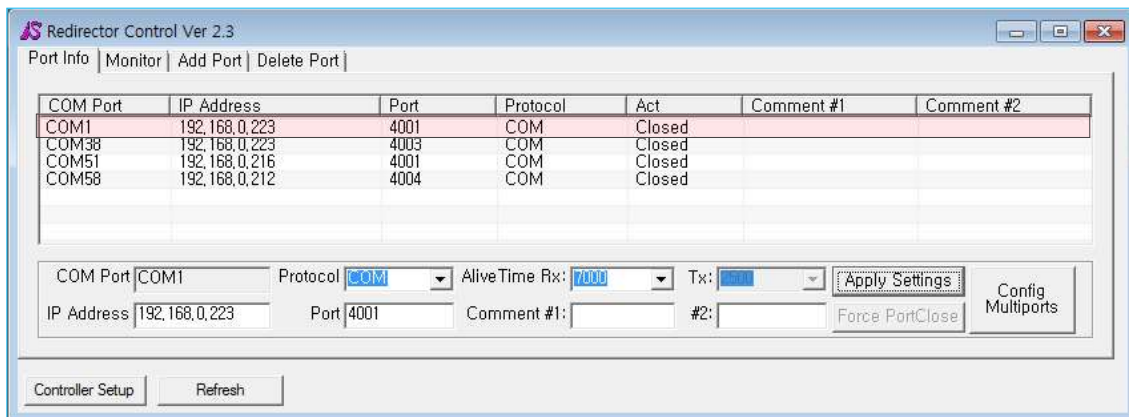 Redirector Control Ver 2.3
Port Info Monitor Add Port Delete Port
COM Port IP Address Port Protocol Act Comment #1 Comment #2
COM1 192,168,0,223 4001 COM Closed
COM38 192,168,0,223 4003 COM Closed
COM51 192,168,0,216 4001 COM Closed
COM58 192,168,0,212 4004 COM Closed
COM Port COM1 Protocol COM AliveTime Rx: 7000 Tx: Apply Settings Config Multiports
IP Address 192,168,0,223 Port 4001 Comment #1: #2: Force PortClose
Controller Setup Refresh